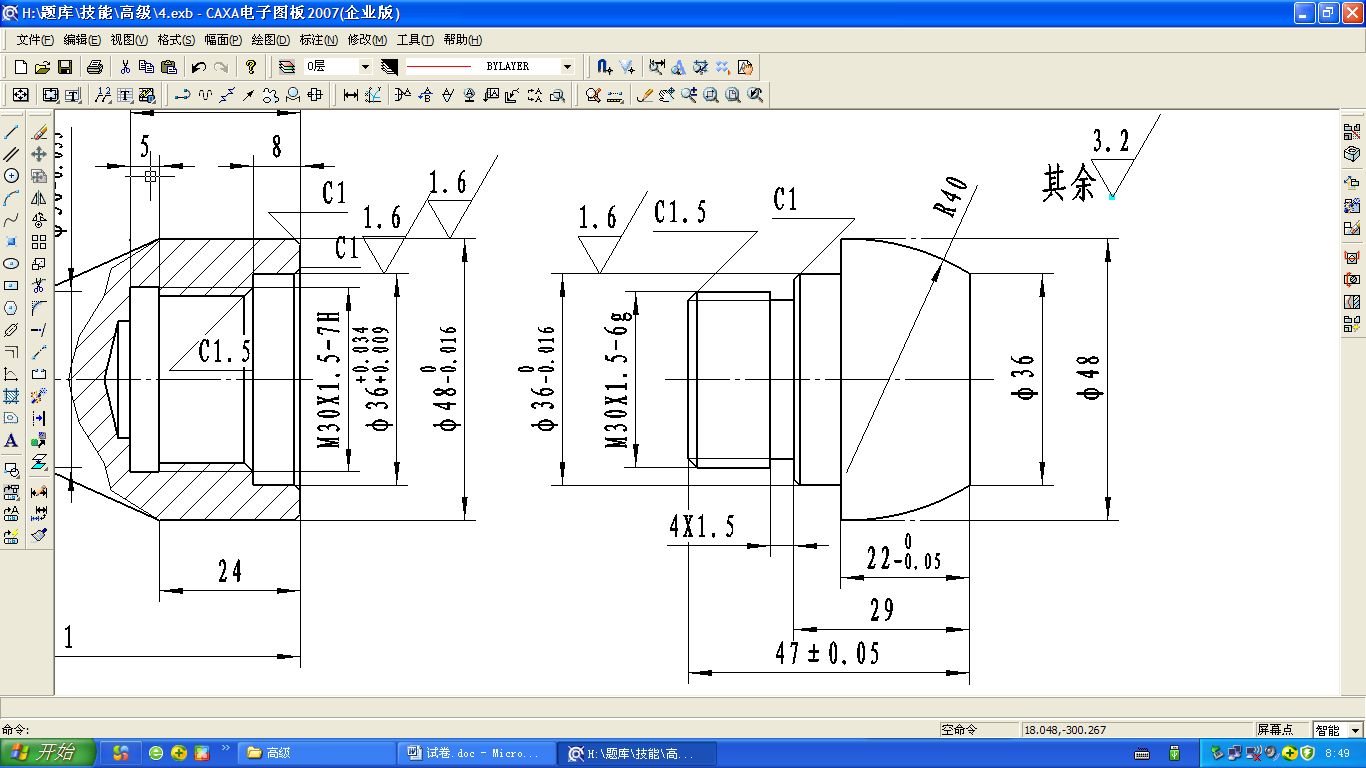 H:\题库\技能\高级\4.exb - CAXA电子图板2007(企业版)
文件(F) 编辑(E) 视图(V) 格式(S) 幅面(P) 绘图(D) 标注(N) 修改(M) 工具(T) 帮助(H)
0层
BYLAYER
5
8
C1
1.6
1.6
C1
C1.5
M30X1.5-7H
+0.034
φ36+0.009
0
φ48-0.016
24
1
1.6
C1.5
C1
R40
其余
3.2
0
φ36-0.016
M30X1.5-6g
φ36
φ48
4X1.5
0
22-0.05
29
47±0.05
命令:
空命令
18.048,-300.267
屏幕点
智能
开始
高级
试卷.doc - Micro...
H:\题库\技能\高...
8:49